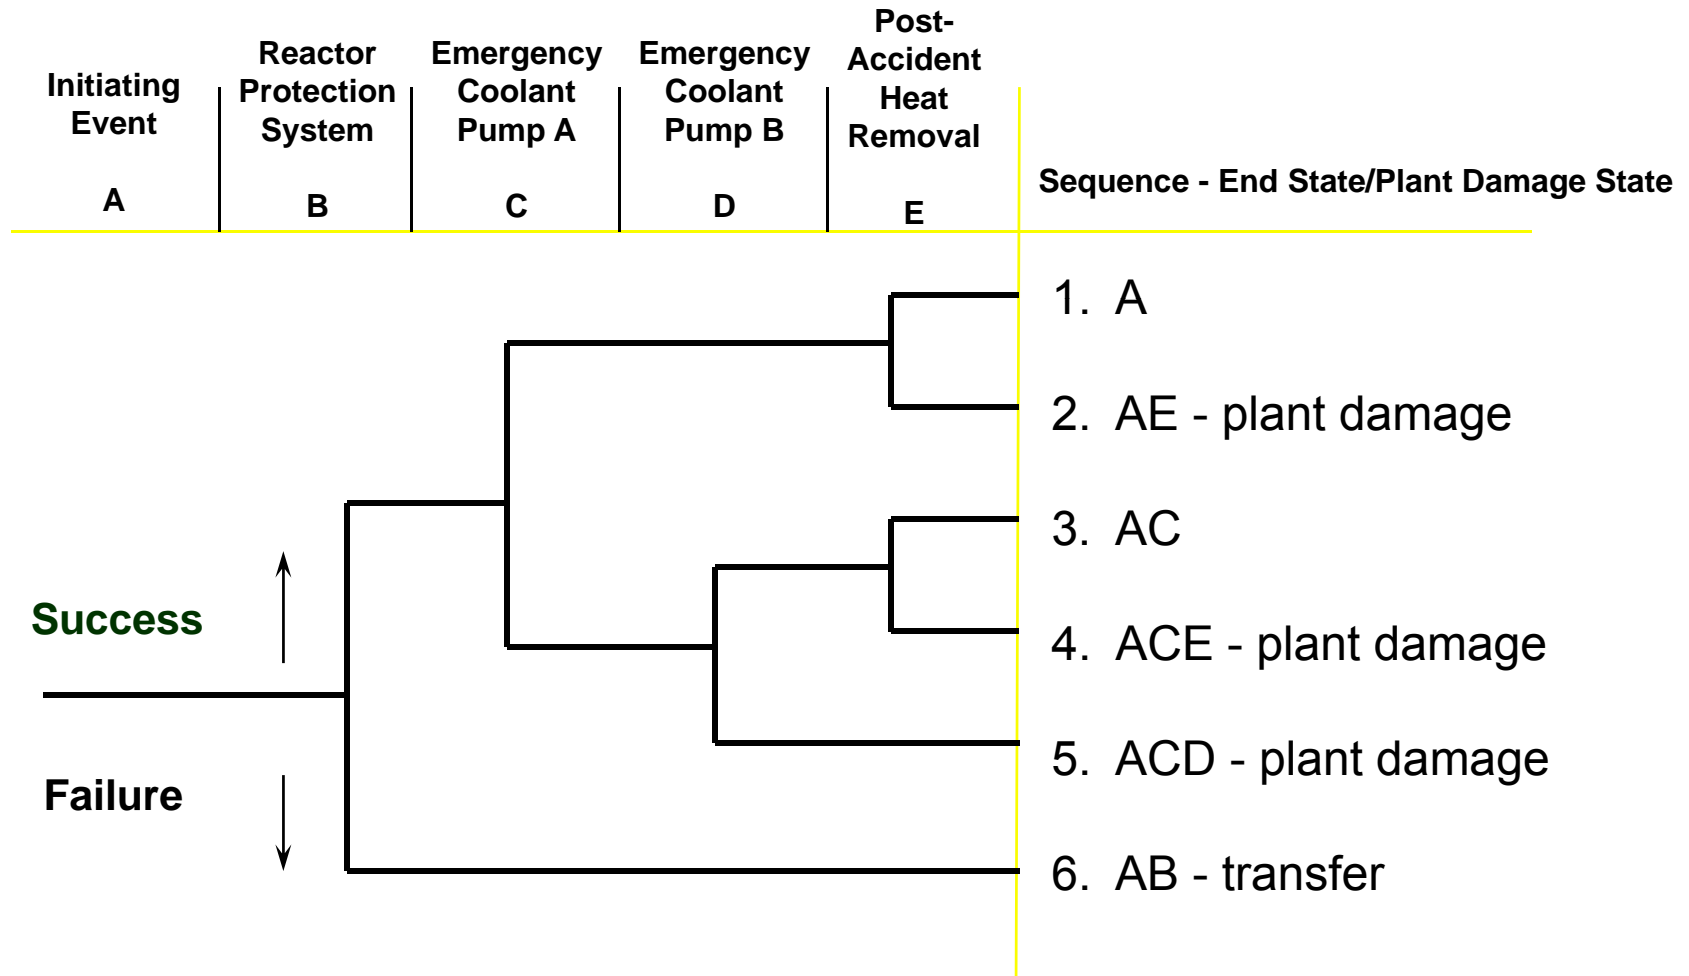 Initiating
Event
A
Reactor
Protection
System
B
Emergency
Coolant
Pump A
C
Emergency
Coolant
Pump B
D
Post-
Accident
Heat
Removal
E
Sequence - End State/Plant Damage State
1. A
2. AE - plant damage
3. AC
4. ACE - plant damage
5. ACD - plant damage
6. AB - transfer
Success
Failure